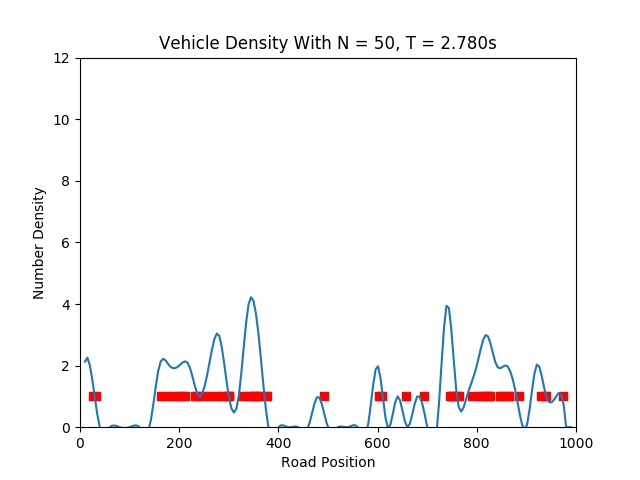 Vehicle Density With N = 50, T = 2.780s
12
10
8
6
4
2
0
Number Density
0 200 400 600 800 1000
Road Position